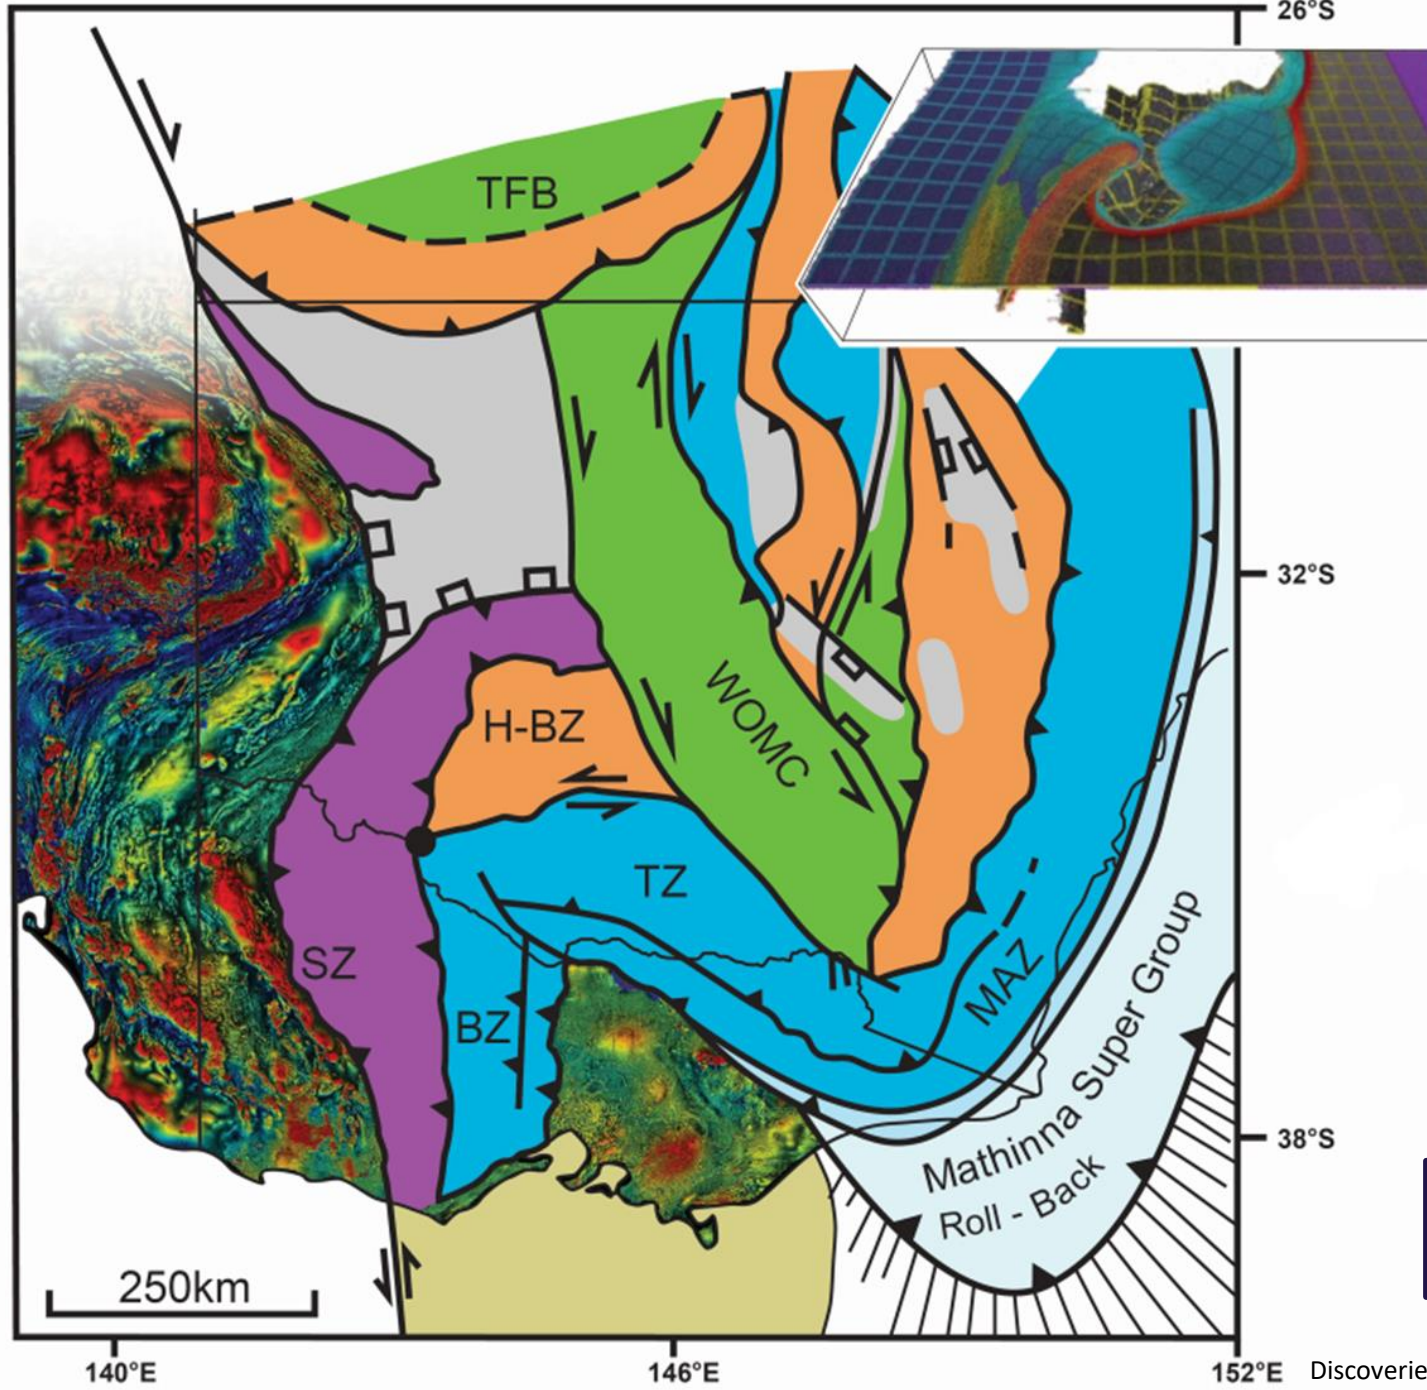 26°S
TFB
32°S
WOMC
H-BZ
TZ
SZ
MAZ
BZ
Mathinna Super Group
Roll - Back
38°S
250km
140°E
146°E
152°E
Discoverie